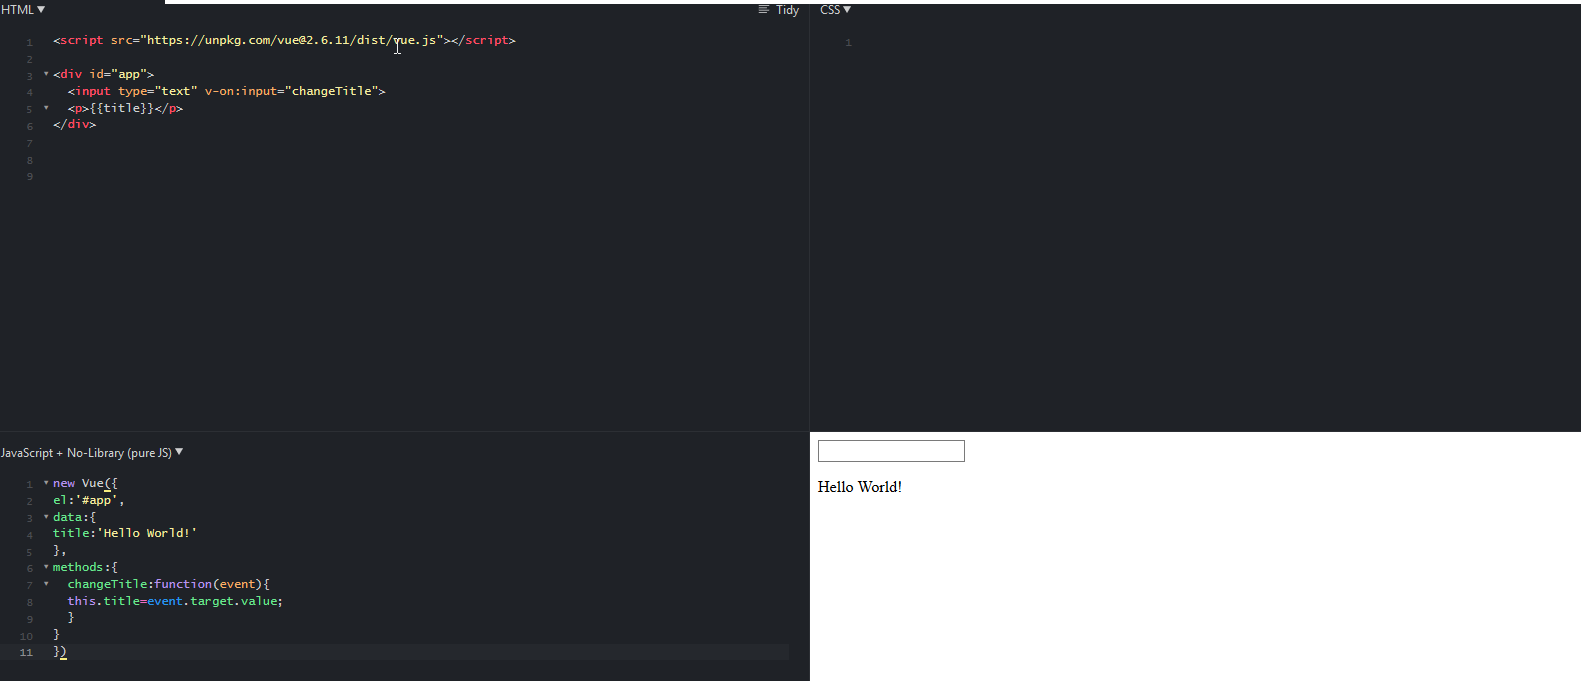 HTML ▼
Tidy
1 <script src="https://unpkg.com/vue@2.6.11/dist/vue.js"></script>
2
3 ▾ <div id="app">
4   <input type="text" v-on:input="changeTitle">
5 ▾   <p>{{title}}</p>
6 </div>
7
8
9
CSS ▼
1
JavaScript + No-Library (pure JS) ▼
1 ▾ new Vue({
2 el:'#app',
3 ▾ data:{
4 title:'Hello World!'
5 },
6 ▾ methods:{
7 ▾   changeTitle:function(event){
8   this.title=event.target.value;
9   }
10 }
11 })
Hello World!